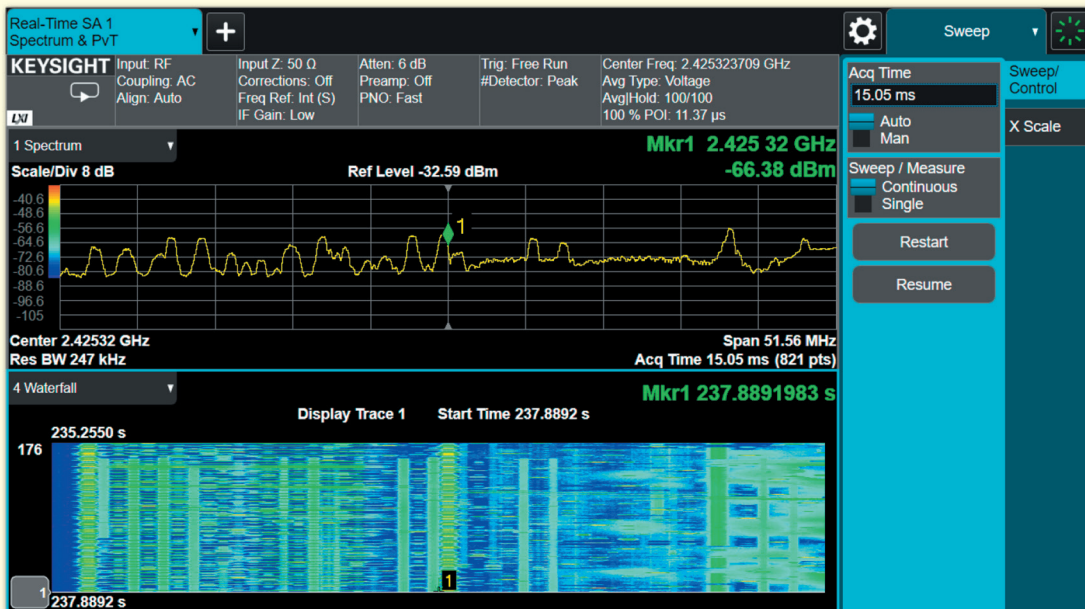 Real-Time SA 1
Spectrum & PvT
+
Sweep
KEYSIGHT
LXI
Input: RF
Coupling: AC
Align: Auto
Input Z: 50 Ω
Corrections: Off
Freq Ref: Int (S)
IF Gain: Low
Atten: 6 dB
Preamp: Off
PNO: Fast
Trig: Free Run
#Detector: Peak
Center Freq: 2.425323709 GHz
Avg Type: Voltage
Avg|Hold: 100/100
100 % POI: 11.37 µs
Acq Time
15.05 ms
Auto
Man
Sweep / Measure
Continuous
Single
Restart
Resume
Sweep/
Control
X Scale
1 Spectrum
Scale/Div 8 dB
Ref Level -32.59 dBm
Mkr1 2.425 32 GHz
-66.38 dBm
-40.6
-48.6
-56.6
-64.6
-72.6
-80.6
-88.6
-96.6
-105
1
Center 2.42532 GHz
Res BW 247 kHz
Span 51.56 MHz
Acq Time 15.05 ms (821 pts)
4 Waterfall
Mkr1 237.8891983 s
Display Trace 1 Start Time 237.8892 s
235.2550 s
176
1
1
237.8892 s